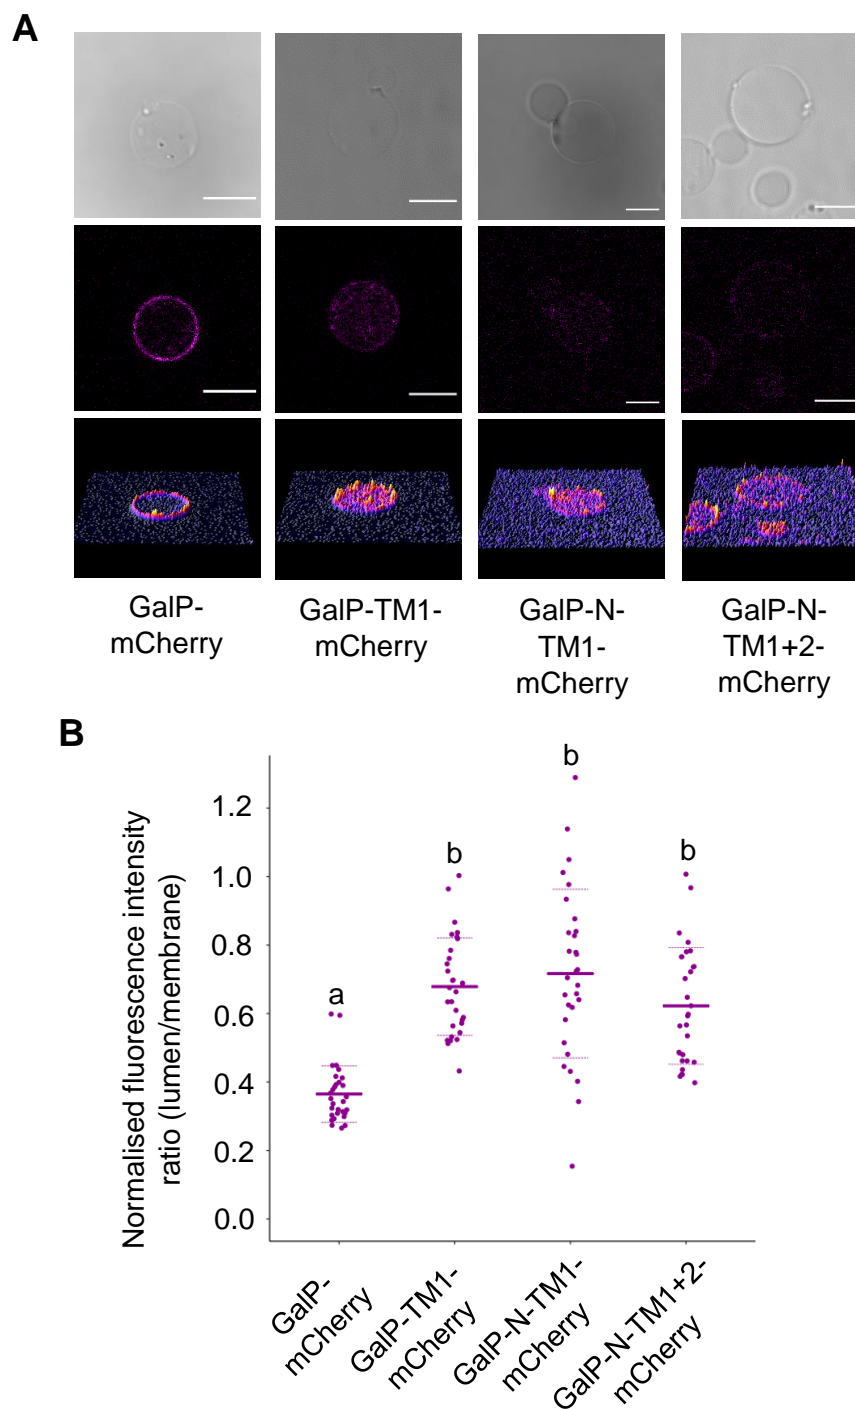 A
GalP-
mCherry
GalP-TM1-
mCherry
GalP-N-
TM1-
mCherry
GalP-N-
TM1+2-
mCherry
B
Normalised fluorescence intensity
ratio (lumen/membrane)
1.2
1.0
0.8
0.6
0.4
0.2
0.0
a
b
b
b
GalP-
mCherry
GalP-TM1-
mCherry
GalP-N-TM1-
mCherry
GalP-N-TM1+2-
mCherry